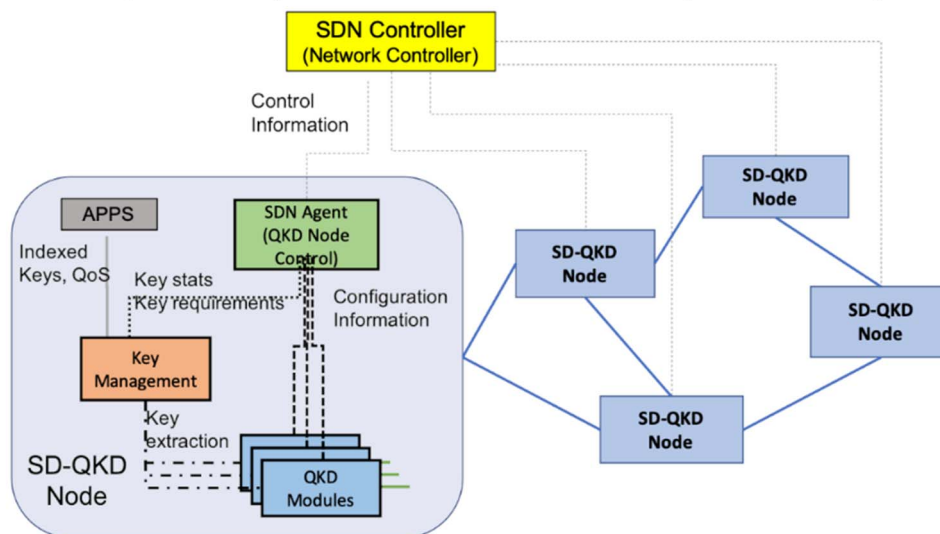 SDN Controller
(Network Controller)
Control
Information
APPS
SDN Agent
(QKD Node
Control)
Indexed
Keys, QoS
Key stats
Key requirements
Configuration
Information
Key
Management
Key
extraction
SD-QKD
Node
QKD
Modules
SD-QKD
Node
SD-QKD
Node
SD-QKD
Node
SD-QKD
Node